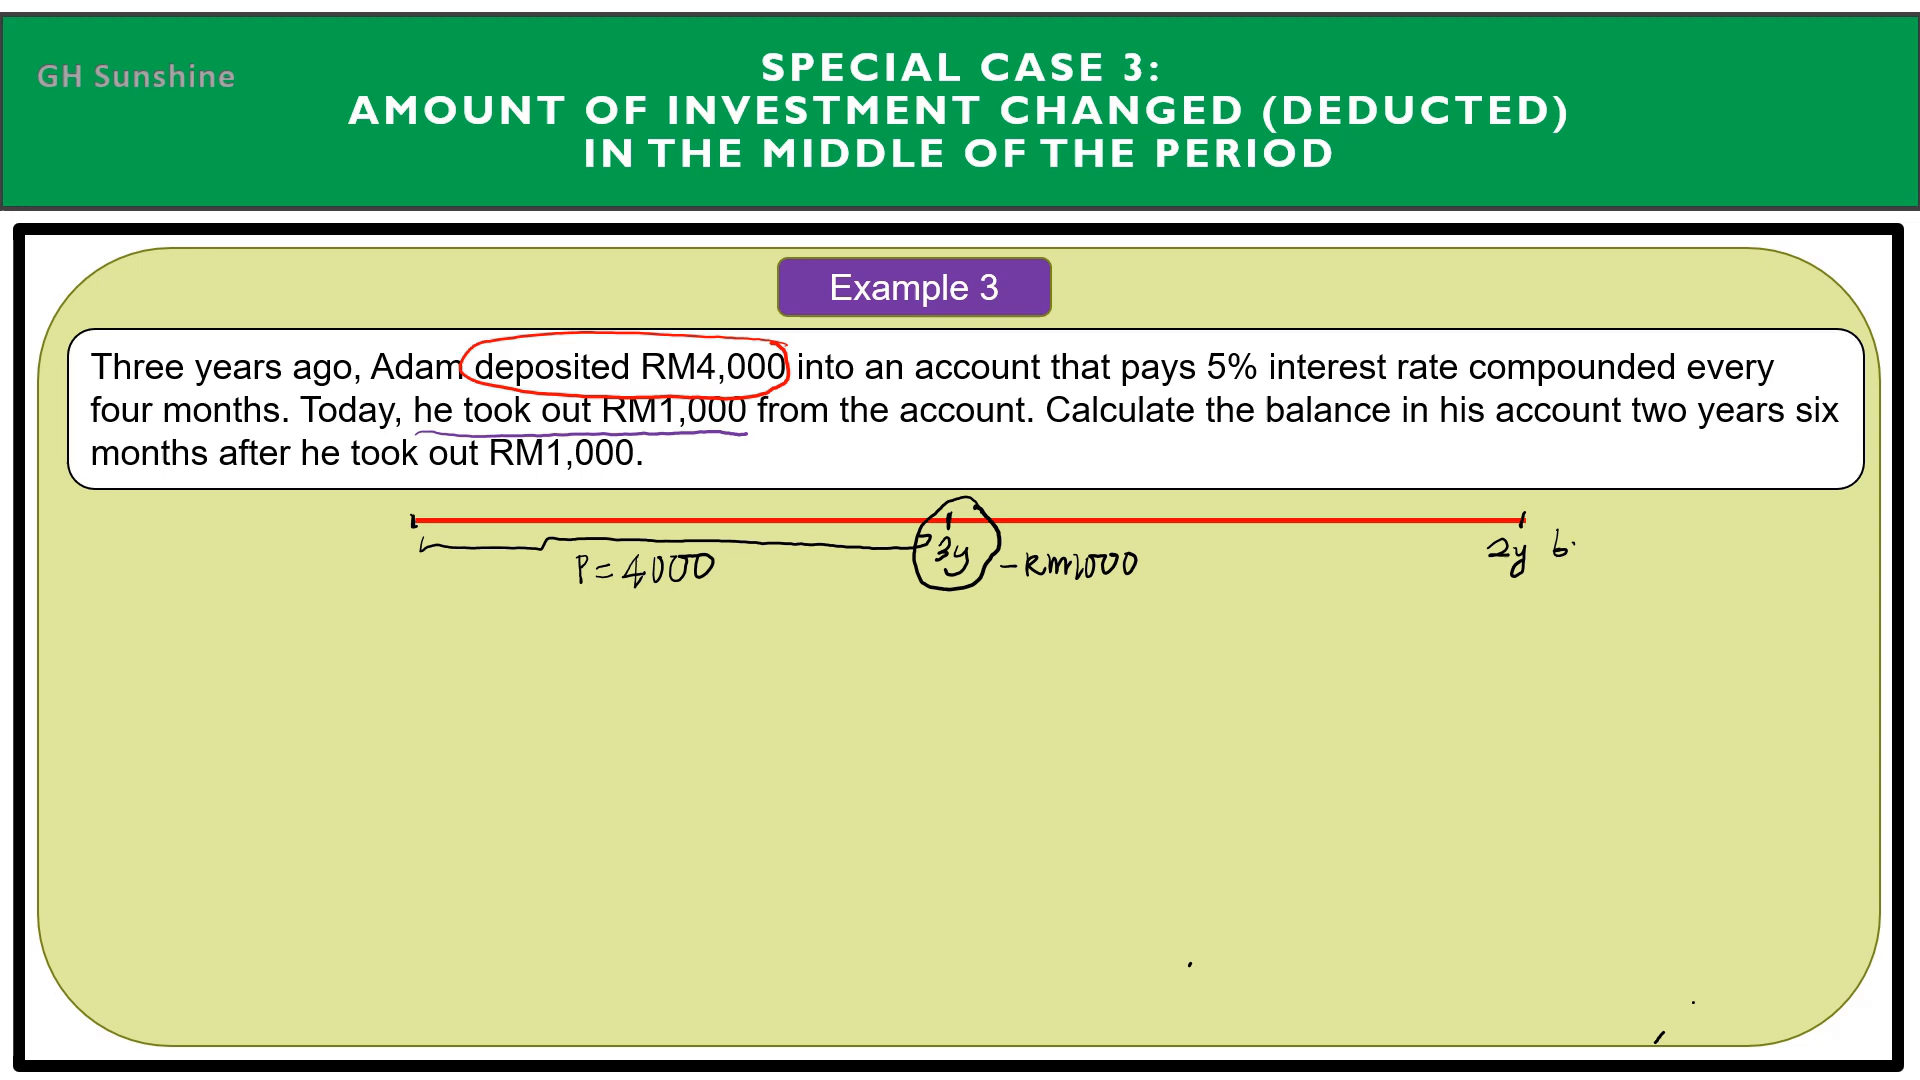 GH Sunshine
SPECIAL CASE 3:
AMOUNT OF INVESTMENT CHANGED (DEDUCTED)
IN THE MIDDLE OF THE PERIOD
Example 3
Three years ago, Adam deposited RM4,000 into an account that pays 5% interest rate compounded every
four months. Today, he took out RM1,000 from the account. Calculate the balance in his account two years six
months after he took out RM1,000.
P = 4000
3y
-RM1000
2y 6